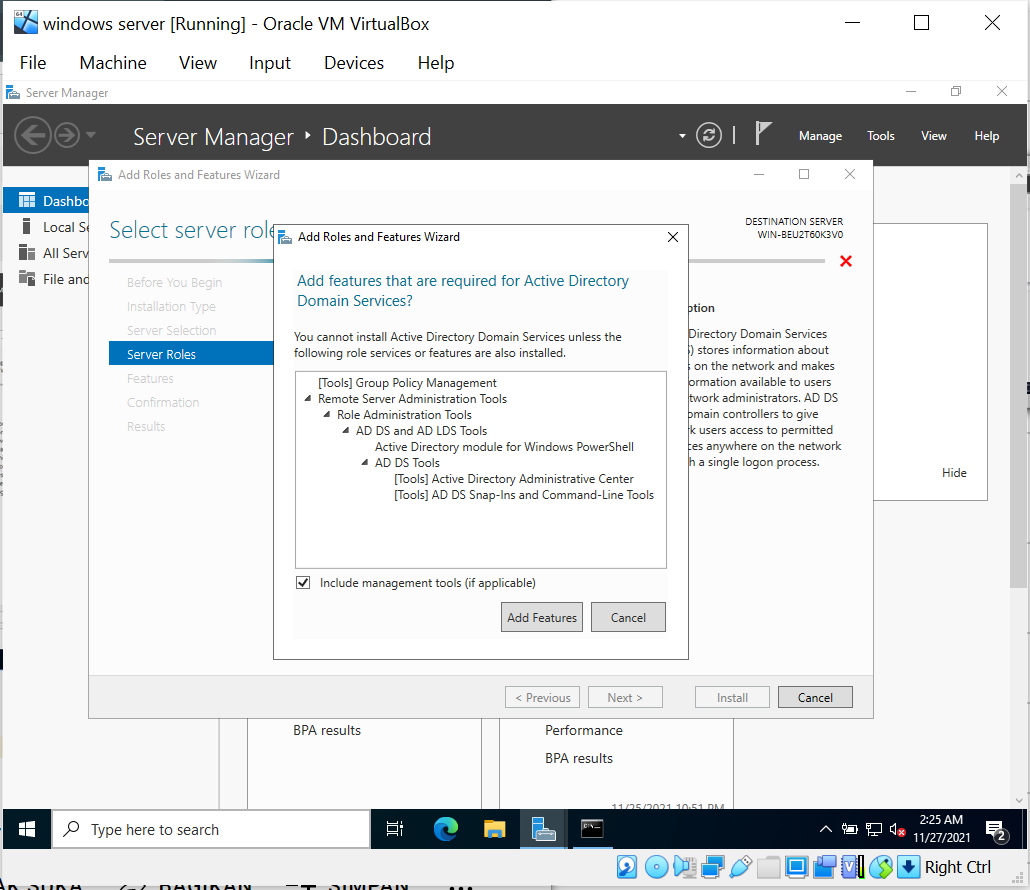 windows server [Running] - Oracle VM VirtualBox
File Machine View Input Devices Help
Server Manager
Server Manager Dashboard
Manage Tools View Help
Add Roles and Features Wizard
Dashbo
Local Se
All Serv
File and
Select server role
DESTINATION SERVER
WIN-BEU2T60K3V0
Before You Begin
Installation Type
Server Selection
Server Roles
Features
Confirmation
Results
Add Roles and Features Wizard
Add features that are required for Active Directory
Domain Services?
You cannot install Active Directory Domain Services unless the
following role services or features are also installed.
[Tools] Group Policy Management
Remote Server Administration Tools
Role Administration Tools
AD DS and AD LDS Tools
Active Directory module for Windows PowerShell
AD DS Tools
[Tools] Active Directory Administrative Center
[Tools] AD DS Snap-Ins and Command-Line Tools
Include management tools (if applicable)
Add Features Cancel
ption
Directory Domain Services
) stores information about
s on the network and makes
ormation available to users
twork administrators. AD DS
omain controllers to give
rk users access to permitted
ces anywhere on the network
h a single logon process.
Hide
< Previous Next > Install Cancel
BPA results
Performance
BPA results
11/25/2021 10:51 PM
Type here to search
2:25 AM
11/27/2021
2
Right Ctrl
AK SUKA BAGIKAN SIMPAN